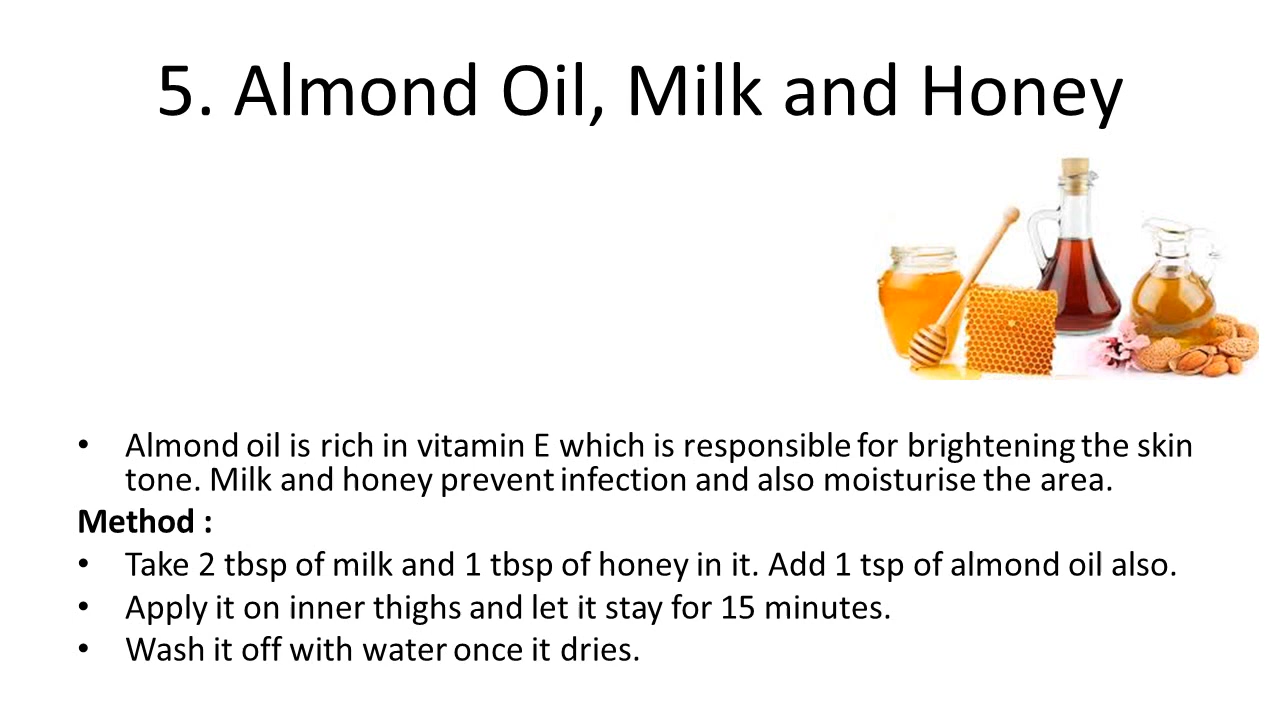 5. Almond Oil, Milk and Honey
• Almond oil is rich in vitamin E which is responsible for brightening the skin
tone. Milk and honey prevent infection and also moisturise the area.
Method :
• Take 2 tbsp of milk and 1 tbsp of honey in it. Add 1 tsp of almond oil also.
• Apply it on inner thighs and let it stay for 15 minutes.
• Wash it off with water once it dries.